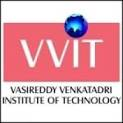 VVIT
VASIREDDY VENKATADRI
INSTITUTE OF TECHNOLOGY